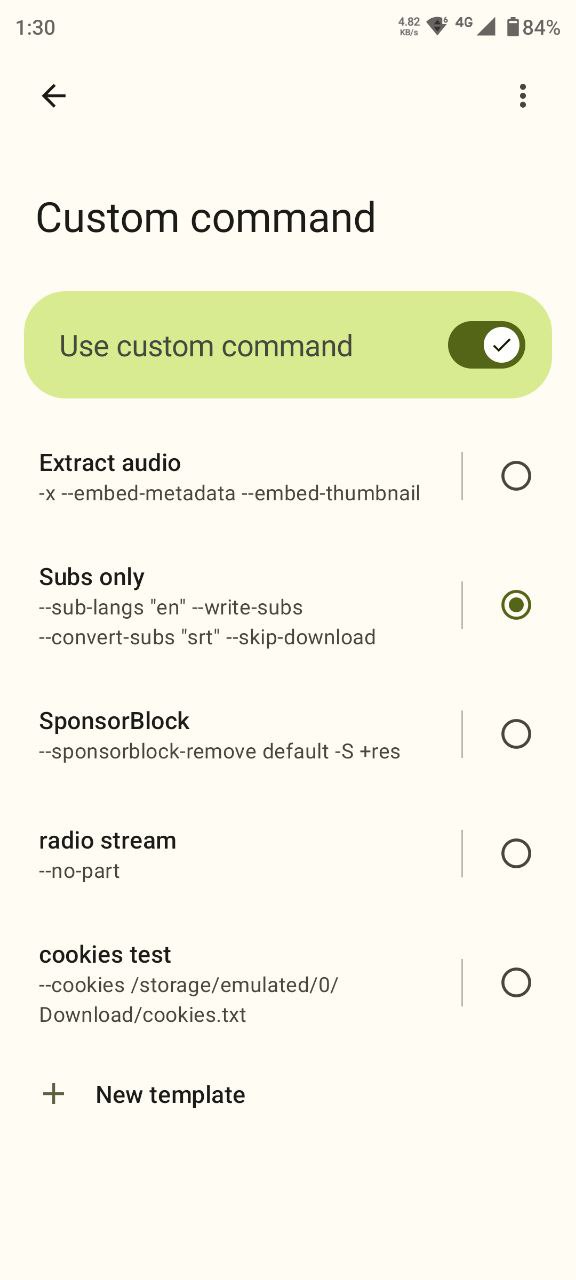 1:30
4.82
KB/s
6
4G
84%
Custom command
Use custom command
Extract audio
-x --embed-metadata --embed-thumbnail
Subs only
--sub-langs "en" --write-subs
--convert-subs "srt" --skip-download
SponsorBlock
--sponsorblock-remove default -S +res
radio stream
--no-part
cookies test
--cookies /storage/emulated/0/
Download/cookies.txt
New template